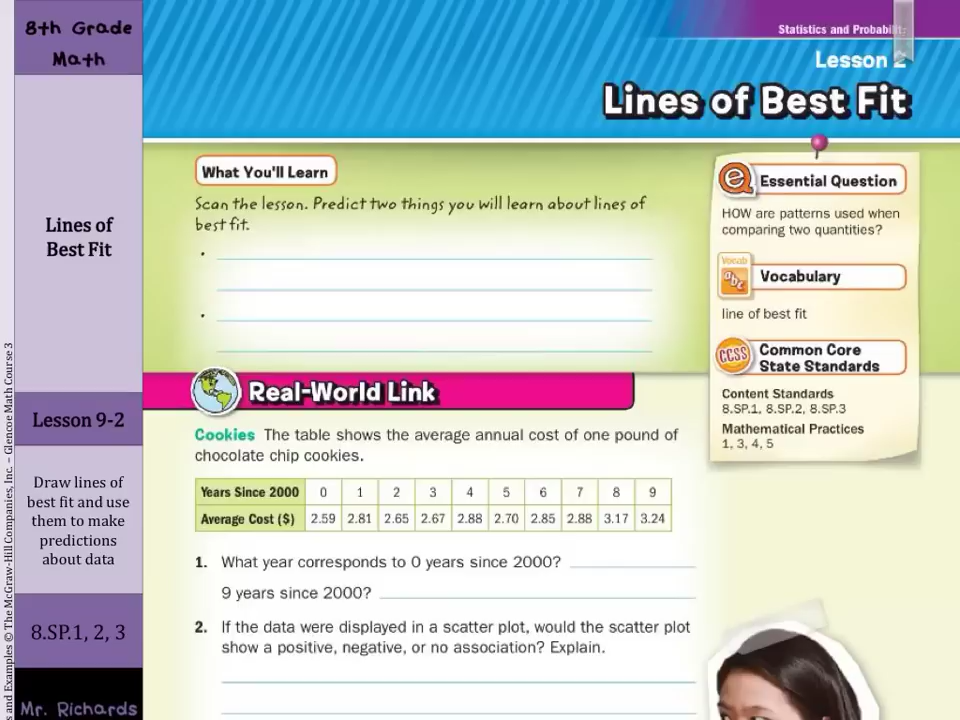 8th Grade
Math
Lines of
Best Fit
Lesson 9-2
Draw lines of
best fit and use
them to make
predictions
about data
8.SP.1, 2, 3
Mr. Richards
s and Examples © The McGraw-Hill Companies, Inc. – Glencoe Math Course 3
Statistics and
Lesson 2
Lines of Best Fit
What You'll Learn
Scan the lesson. Predict two things you will learn about lines of
best fit.
•
•
Essential Question
HOW are patterns used when
comparing two quantities?
Vocab
abc
Vocabulary
line of best fit
CCSS
Common Core
State Standards
Content Standards
8.SP.1, 8.SP.2, 8.SP.3
Mathematical Practices
1, 3, 4, 5
Real-World Link
Cookies The table shows the average annual cost of one pound of
chocolate chip cookies.
Years Since 2000 0 1 2 3 4 5 6 7 8 9
Average Cost ($) 2.59 2.81 2.65 2.67 2.88 2.70 2.85 2.88 3.17 3.24
1. What year corresponds to 0 years since 2000?
9 years since 2000?
2. If the data were displayed in a scatter plot, would the scatter plot
show a positive, negative, or no association? Explain.